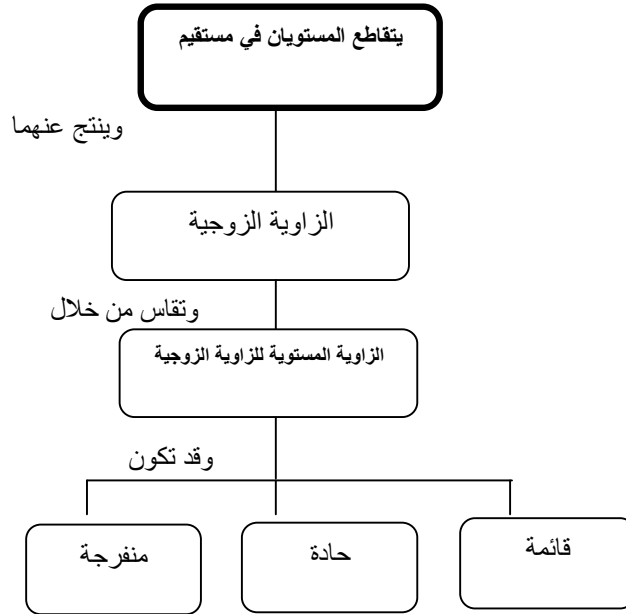 يتقاطع المستويان في مستقيم
وينتج عنهما
الزاوية الزوجية
وتقاس من خلال
الزاوية المستوية للزاوية الزوجية
وقد تكون
قائمة
حادة
منفرجة